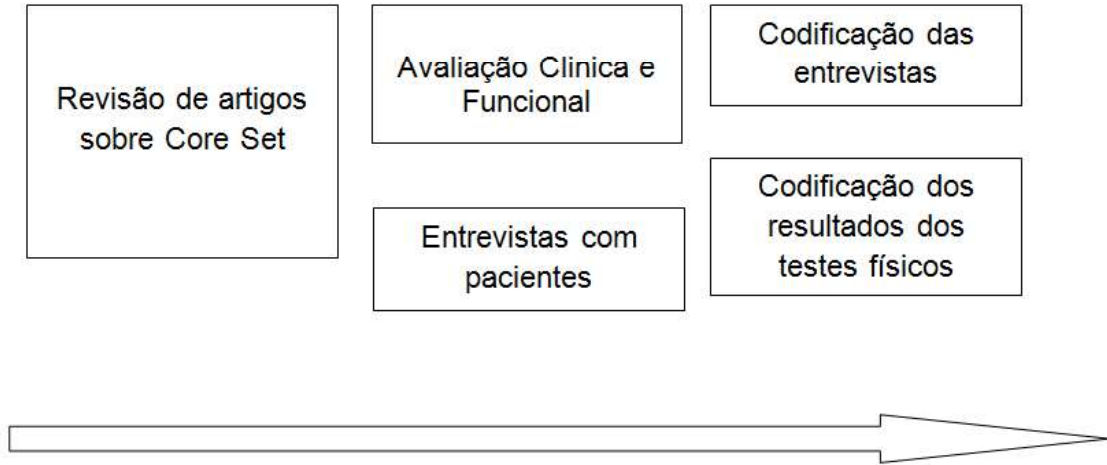 Revisão de artigos
sobre Core Set
Avaliação Clinica e
Funcional
Entrevistas com
pacientes
Codificação das
entrevistas
Codificação dos
resultados dos
testes físicos